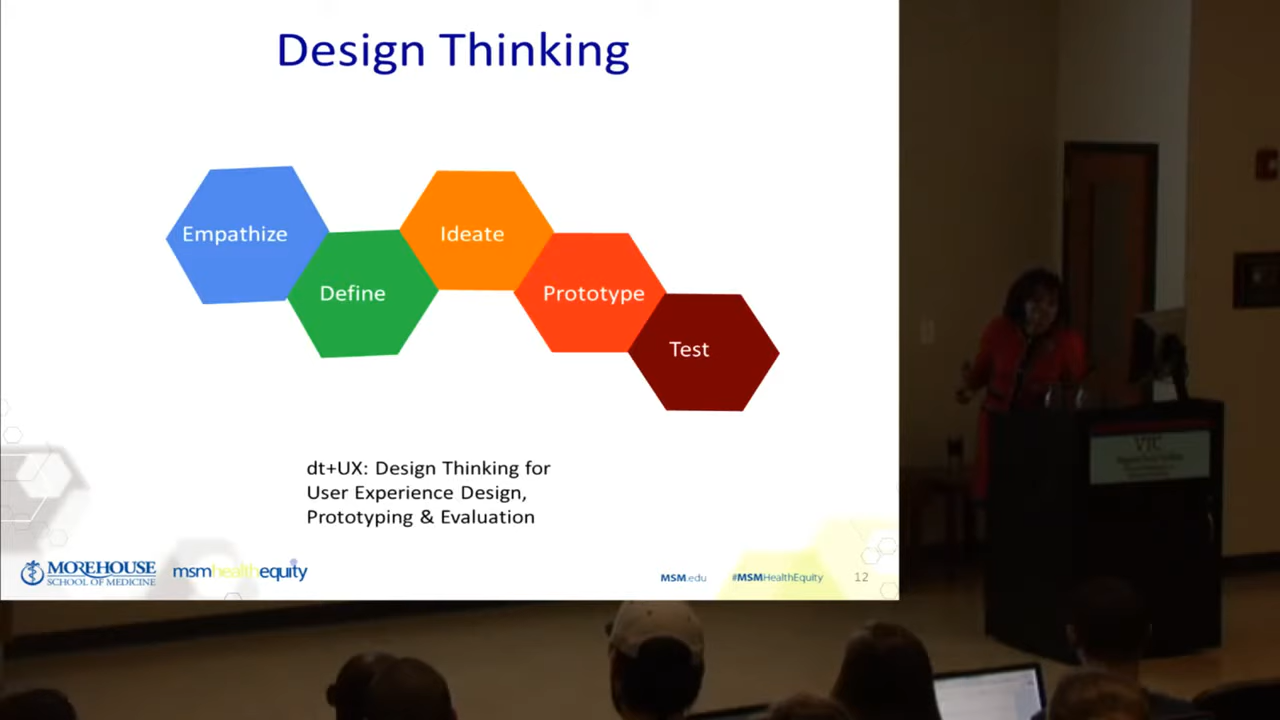 Design Thinking
Empathize
Define
Ideate
Prototype
Test
dt+UX: Design Thinking for
User Experience Design,
Prototyping & Evaluation
MOREHOUSE
SCHOOL OF MEDICINE
msmhealthequity
MSM.edu
#MSMHealthEquity
12
VTC